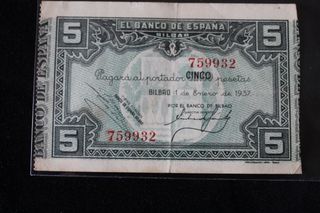 EL BANCO DE ESPAÑA
BILBAO
5
5
759932
Pagará al portador CINCO pesetas
BILBAO 1 de Enero de 1937
POR EL BANCO DE BILBAO
759932
5
5
BANCO DE ESPAÑA